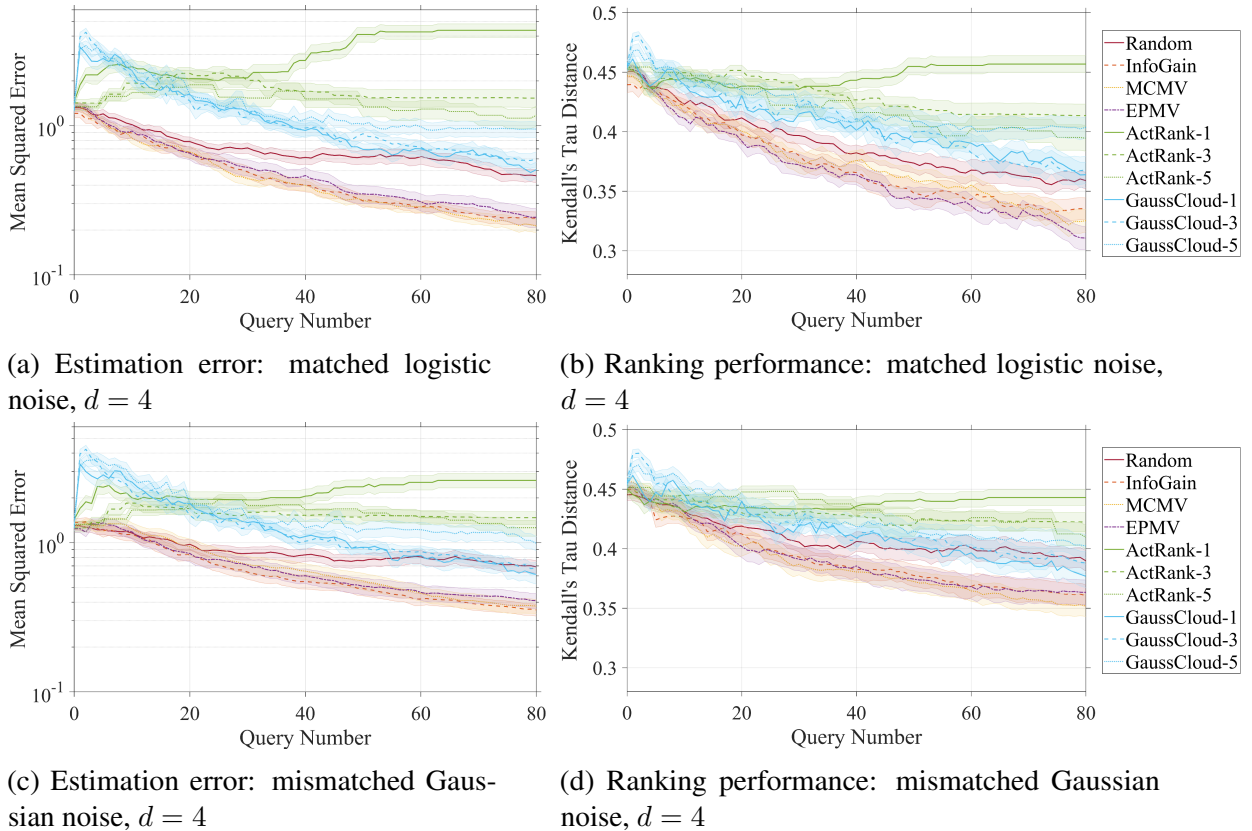 Mean Squared Error
10^0
10^-1
0
20
40
60
80
Query Number
Kendall's Tau Distance
0.5
0.45
0.4
0.35
0.3
0
20
40
60
80
Query Number
Random
InfoGain
MCMV
EPMV
ActRank-1
ActRank-3
ActRank-5
GaussCloud-1
GaussCloud-3
GaussCloud-5
(a) Estimation error: matched logistic
noise, d = 4
(b) Ranking performance: matched logistic noise,
d = 4
Mean Squared Error
10^0
10^-1
0
20
40
60
80
Query Number
Kendall's Tau Distance
0.5
0.45
0.4
0.35
0.3
0
20
40
60
80
Query Number
Random
InfoGain
MCMV
EPMV
ActRank-1
ActRank-3
ActRank-5
GaussCloud-1
GaussCloud-3
GaussCloud-5
(c) Estimation error: mismatched Gaus-
sian noise, d = 4
(d) Ranking performance: mismatched Gaussian
noise, d = 4